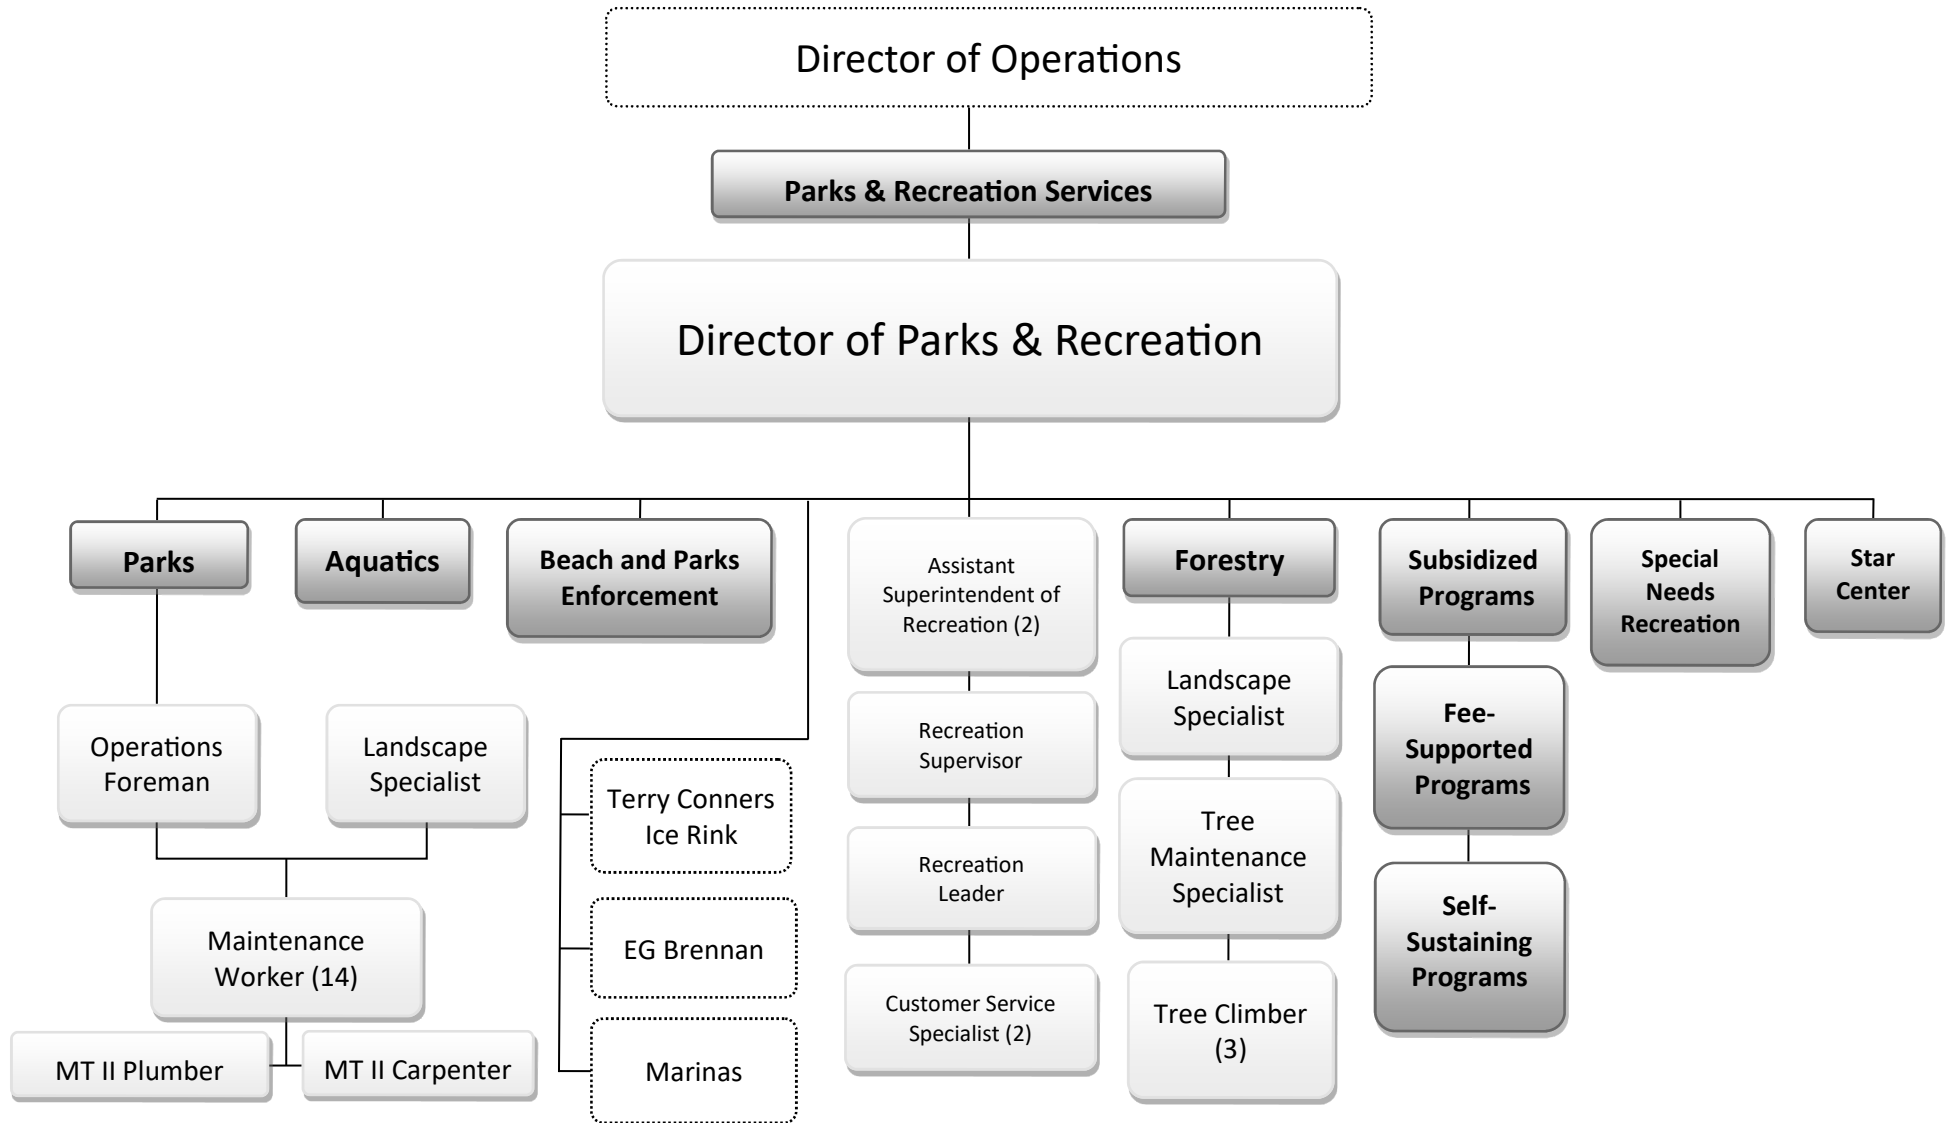 Director of Operations
Parks & Recreation Services
Director of Parks & Recreation
Parks
Aquatics
Beach and Parks
Enforcement
Assistant
Superintendent of
Recreation (2)
Forestry
Subsidized
Programs
Special
Needs
Recreation
Star
Center
Operations
Foreman
Landscape
Specialist
Maintenance
Worker (14)
MT II Plumber
MT II Carpenter
Terry Conners
Ice Rink
EG Brennan
Marinas
Recreation
Supervisor
Recreation
Leader
Customer Service
Specialist (2)
Landscape
Specialist
Tree
Maintenance
Specialist
Tree Climber
(3)
Fee-
Supported
Programs
Self-
Sustaining
Programs